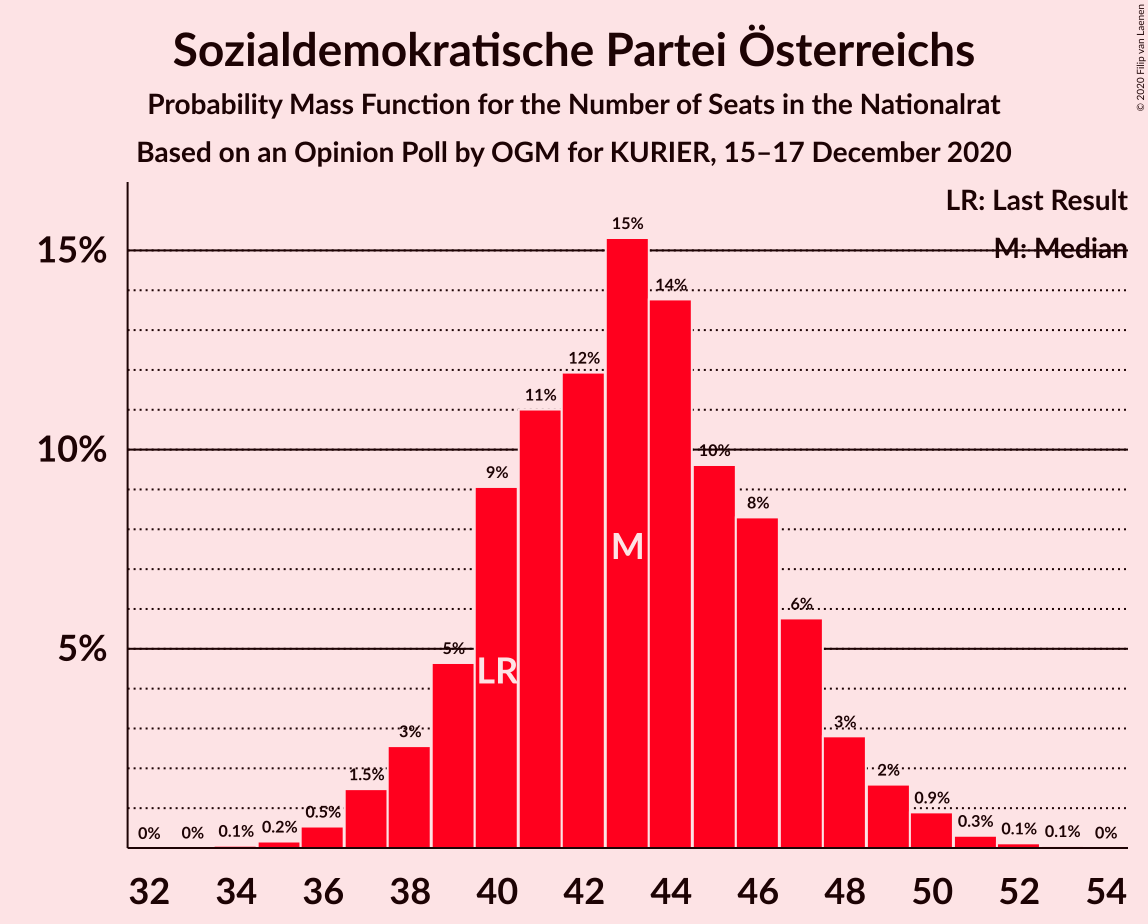 Sozialdemokratische Partei Österreichs
Probability Mass Function for the Number of Seats in the Nationalrat
Based on an Opinion Poll by OGM for KURIER, 15–17 December 2020
© 2020 Filip van Laenen
LR: Last Result
M: Median
15%
10%
5%
0%
0%
0.1%
0.2%
0.5%
1.5%
3%
5%
9%
11%
12%
15%
14%
10%
8%
6%
3%
2%
0.9%
0.3%
0.1%
0.1%
0%
LR
M
32 34 36 38 40 42 44 46 48 50 52 54